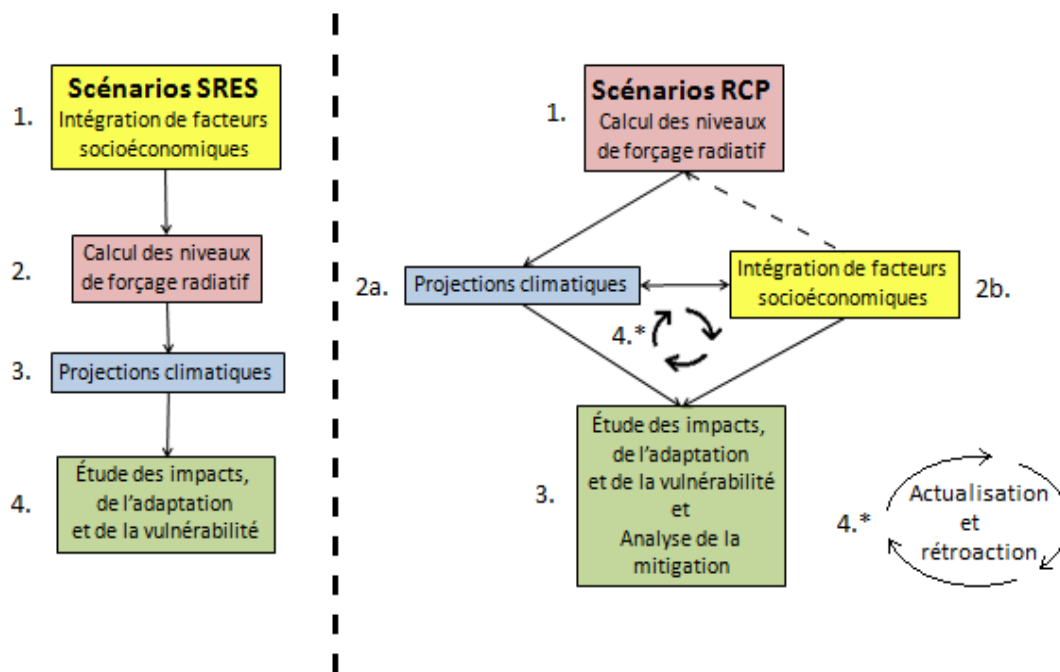 1.
Scénarios SRES
Intégration de facteurs
socioéconomiques
2.
Calcul des niveaux
de forçage radiatif
3.
Projections climatiques
4.
Étude des impacts,
de l'adaptation
et de la vulnérabilité
1.
Scénarios RCP
Calcul des niveaux
de forçage radiatif
2a.
Projections climatiques
Intégration de facteurs
socioéconomiques
2b.
4.*
3.
Étude des impacts,
de l'adaptation
et de la vulnérabilité
et
Analyse de la
mitigation
4.*
Actualisation
et
rétroaction